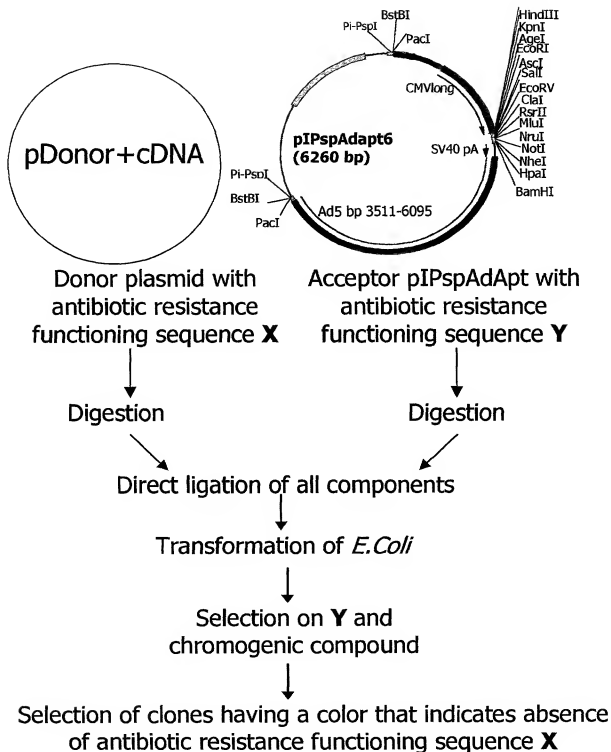 pDonor+cDNA
Pi-PspI
BstBI
PacI
CMVlong
pIPspAdapt6
(6260 bp)
SV40 pA
Pi-PspI
BstBI
PacI
Ad5 bp 3511-6095
HindIII
KpnI
AgeI
EcoRI
AscI
SalI
EcoRV
ClaI
RsrII
MluI
NruI
NotI
NheI
HpaI
BamHI
Donor plasmid with
antibiotic resistance
functioning sequence X
Acceptor pIPspAdApt with
antibiotic resistance
functioning sequence Y
Digestion
Digestion
Direct ligation of all components
Transformation of E.Coli
Selection on Y and
chromogenic compound
Selection of clones having a color that indicates absence
of antibiotic resistance functioning sequence X